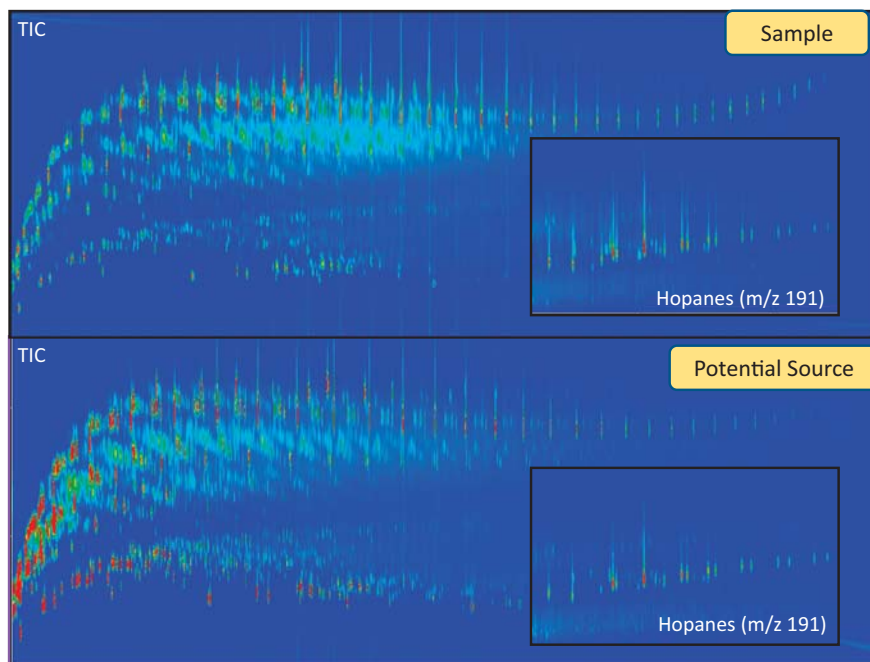 TIC
Sample
Hopanes (m/z 191)
TIC
Potential Source
Hopanes (m/z 191)